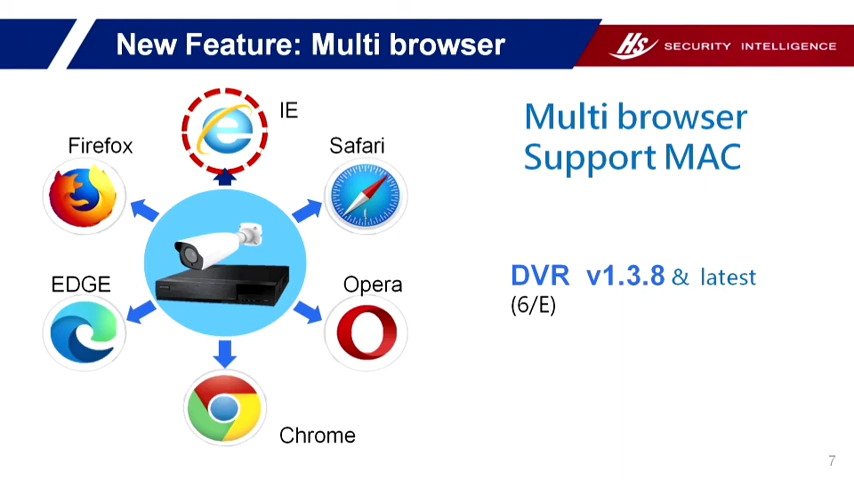 New Feature: Multi browser
HS SECURITY INTELLIGENCE
IE
Firefox
Safari
EDGE
Opera
Chrome
Multi browser
Support MAC
DVR v1.3.8 & latest
(6/E)
7